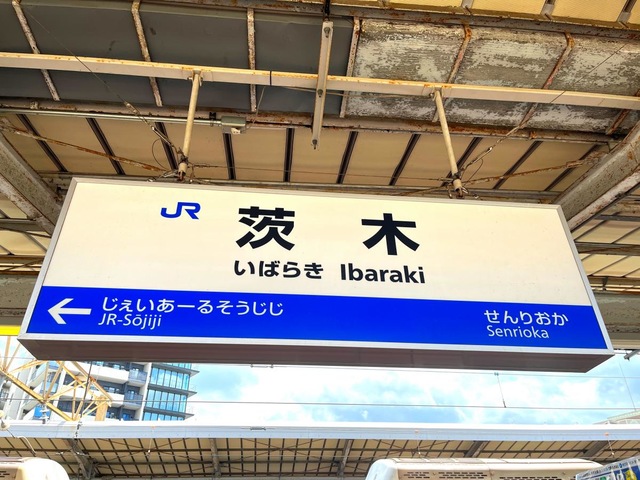 JR 茨木
いばらき Ibaraki
← じぇいあーるそうじじ せんりおか
JR-Sōjiji Senrioka